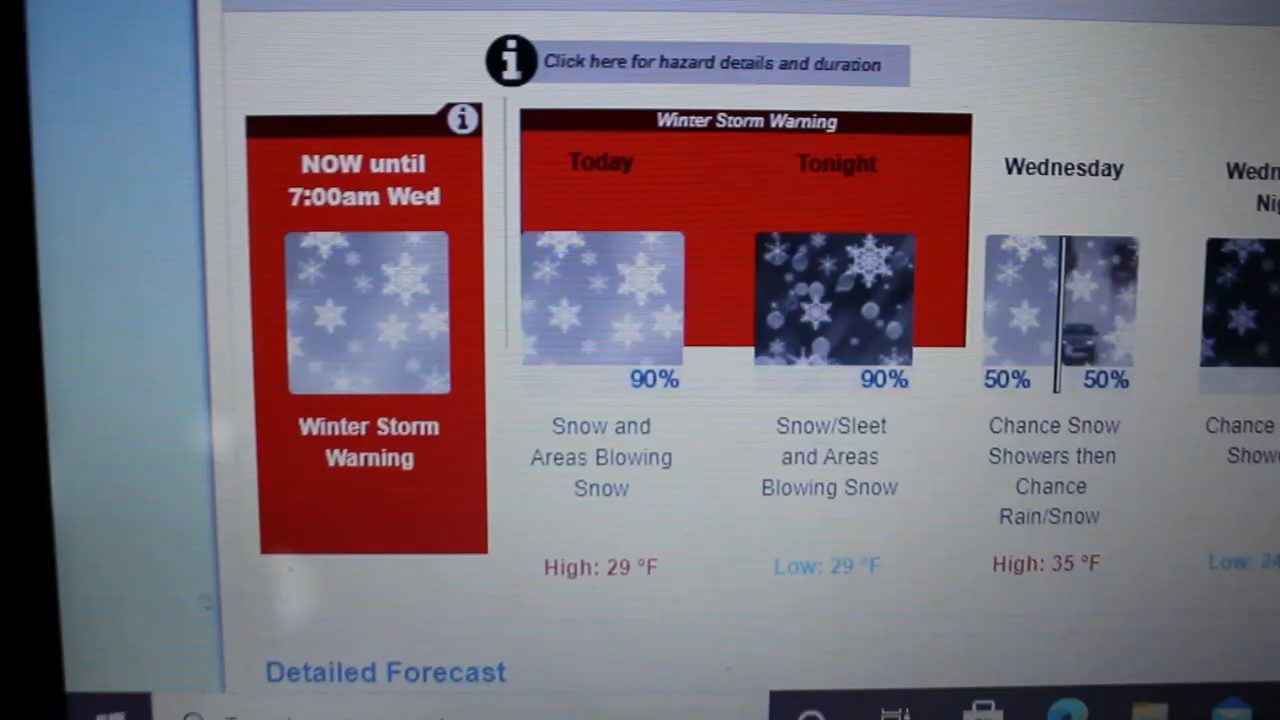 Click here for hazard details and duration
NOW until
7:00am Wed
Winter Storm
Warning
Winter Storm Warning
Today
90%
Snow and
Areas Blowing
Snow
High: 29 °F
Tonight
90%
Snow/Sleet
and Areas
Blowing Snow
Low: 29 °F
Wednesday
50% 50%
Chance Snow
Showers then
Chance
Rain/Snow
High: 35 °F
Chance
Low:
Detailed Forecast